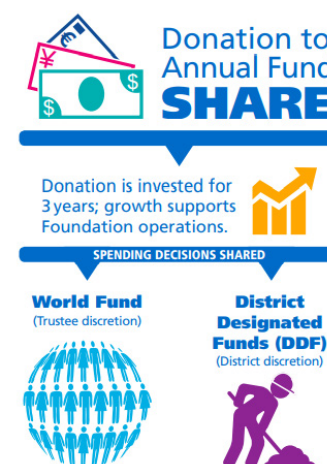 Donation to
Annual Fund
SHARE
Donation is invested for
3 years; growth supports
Foundation operations.
SPENDING DECISIONS SHARED
World Fund
(Trustee discretion)
District
Designated
Funds (DDF)
(District discretion)